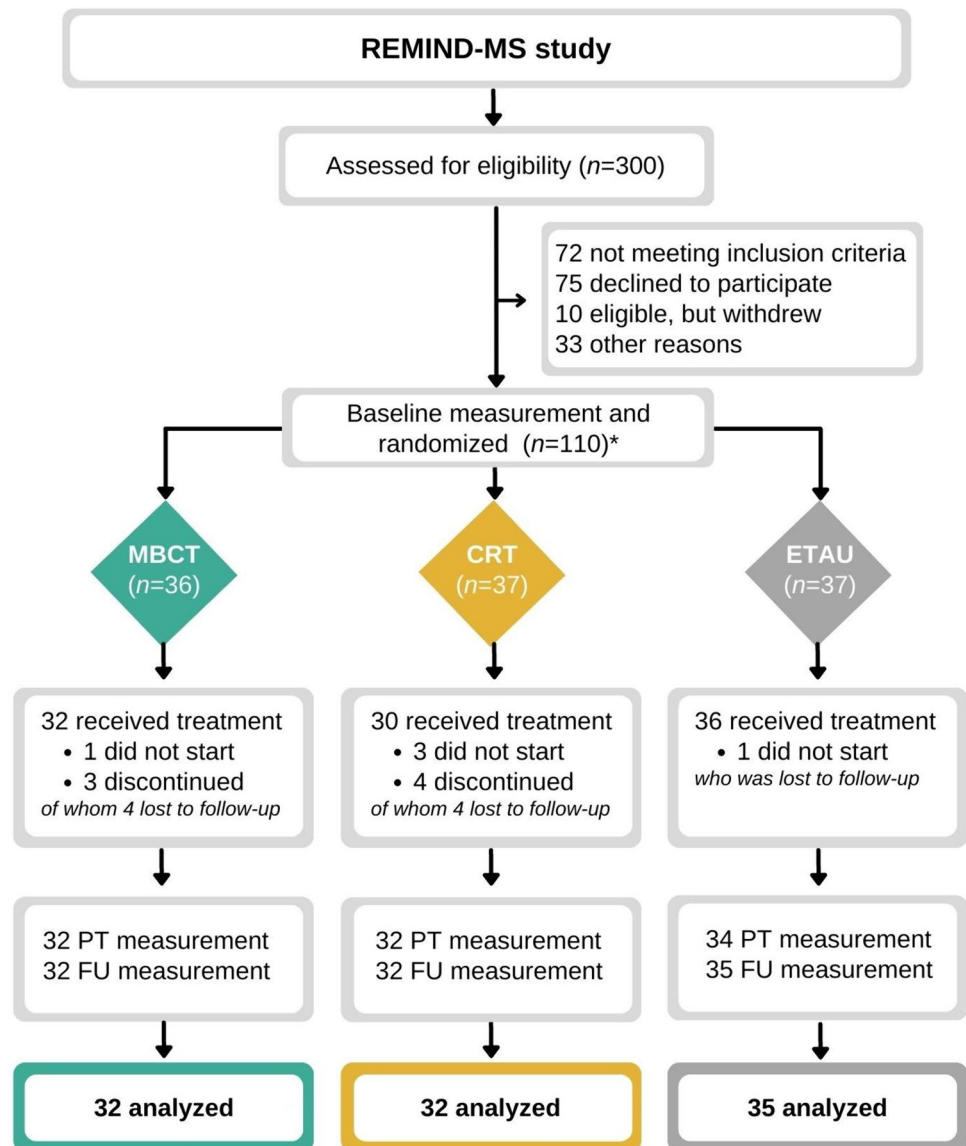 REMIND-MS study
Assessed for eligibility (n=300)
72 not meeting inclusion criteria
75 declined to participate
10 eligible, but withdrew
33 other reasons
Baseline measurement and
randomized (n=110)*
MBCT
(n=36)
CRT
(n=37)
ETAU
(n=37)
32 received treatment
• 1 did not start
• 3 discontinued
of whom 4 lost to follow-up
30 received treatment
• 3 did not start
• 4 discontinued
of whom 4 lost to follow-up
36 received treatment
• 1 did not start
who was lost to follow-up
32 PT measurement
32 FU measurement
32 PT measurement
32 FU measurement
34 PT measurement
35 FU measurement
32 analyzed
32 analyzed
35 analyzed